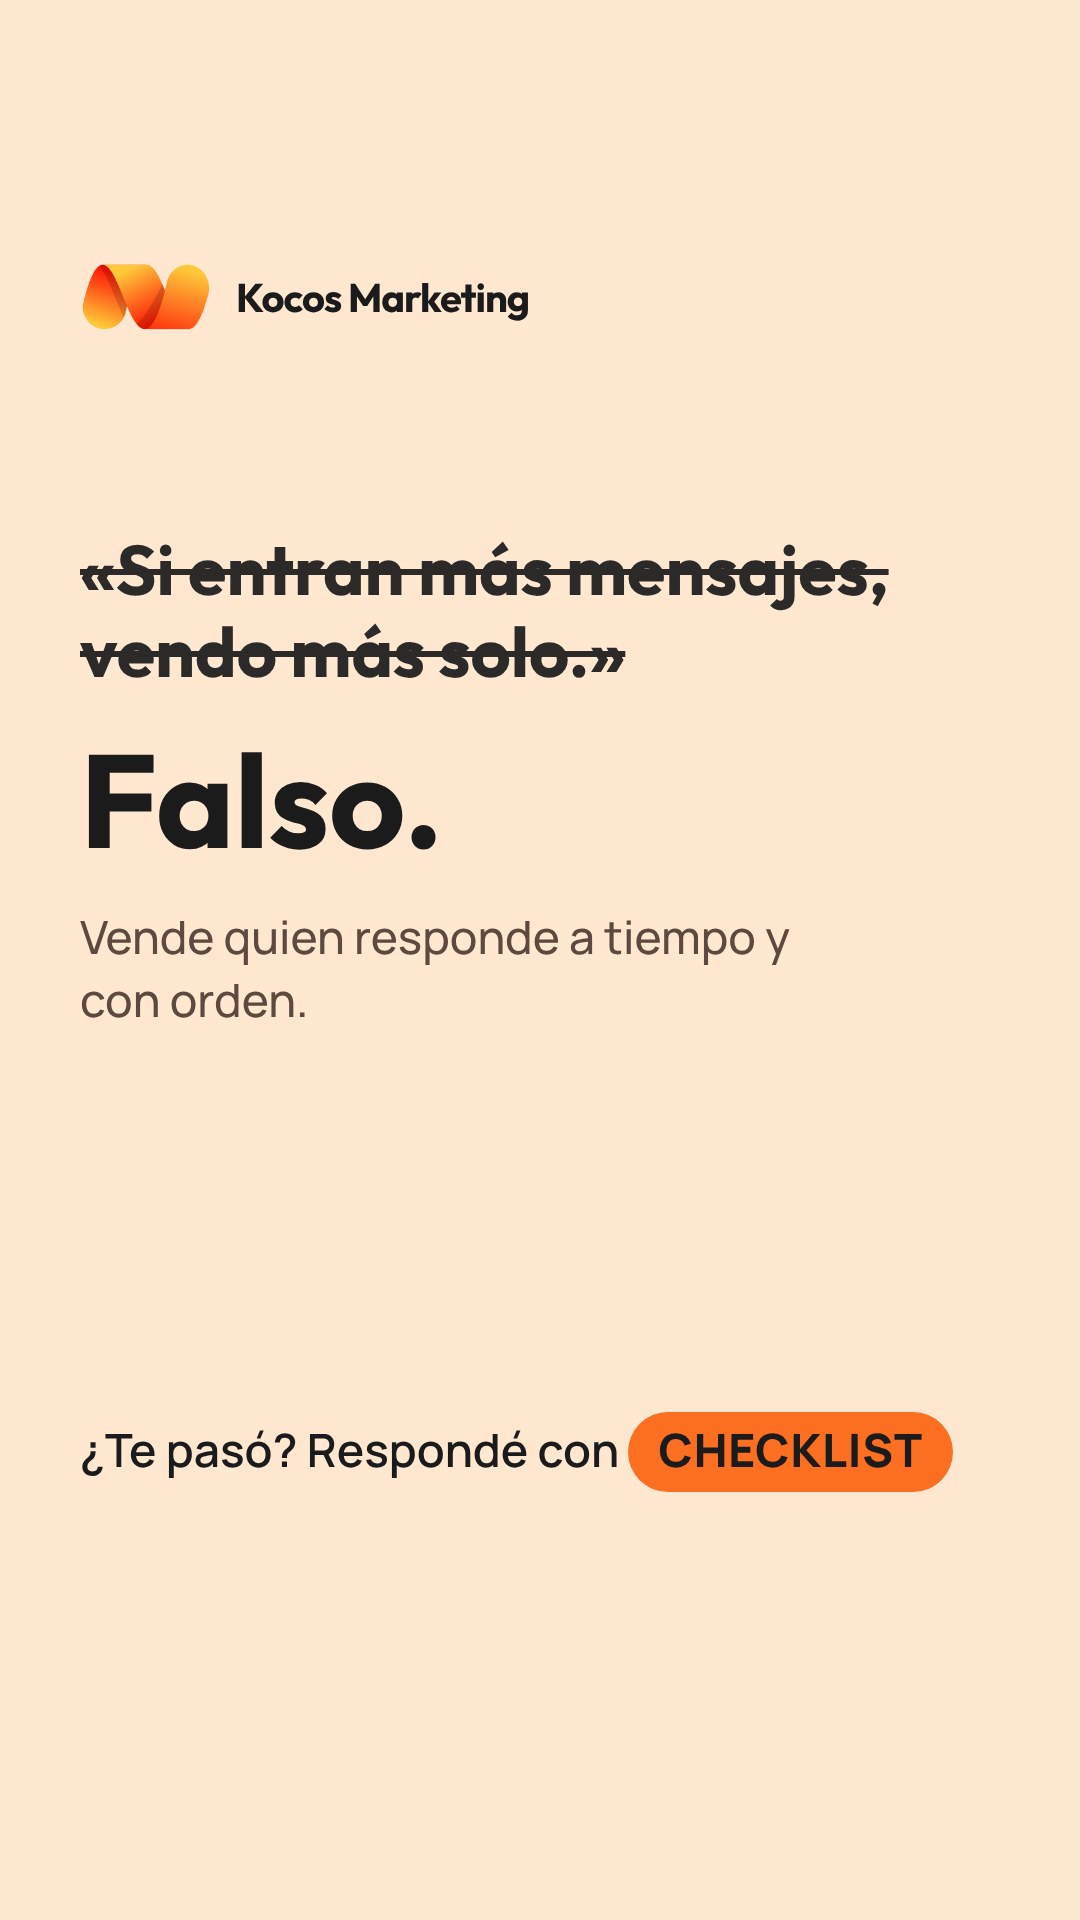 Kocos Marketing
«Si entran más mensajes,
vendo más solo.»
Falso.
Vende quien responde a tiempo y
con orden.
¿Te pasó? Respondé con CHECKLIST